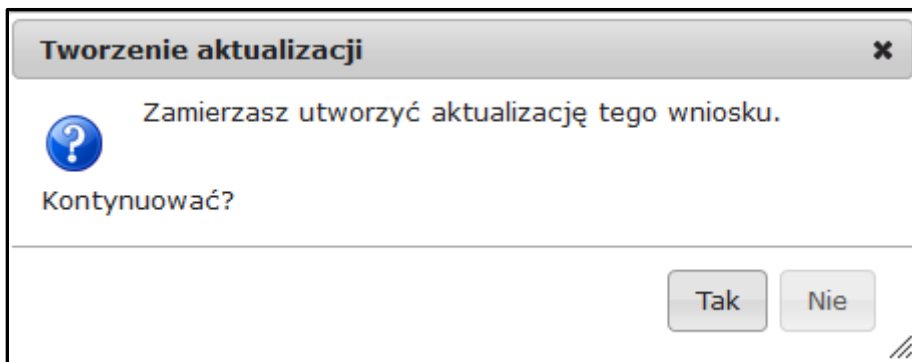 Tworzenie aktualizacji
Zamierzasz utworzyć aktualizację tego wniosku.
Kontynuować?
Tak Nie